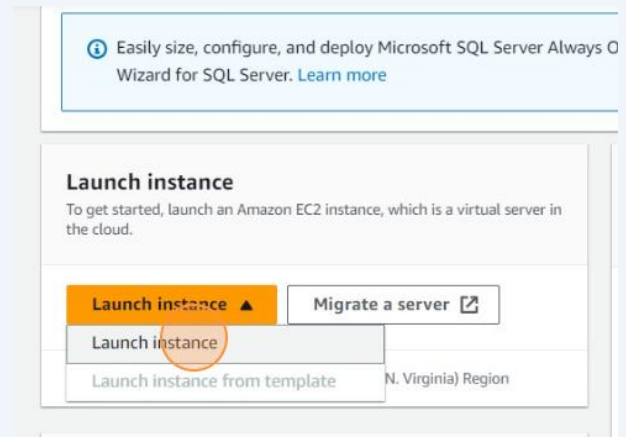 Easily size, configure, and deploy Microsoft SQL Server Always O
Wizard for SQL Server. Learn more
Launch instance
To get started, launch an Amazon EC2 instance, which is a virtual server in
the cloud.
Launch instance ▲ Migrate a server
Launch instance
Launch instance from template N. Virginia) Region